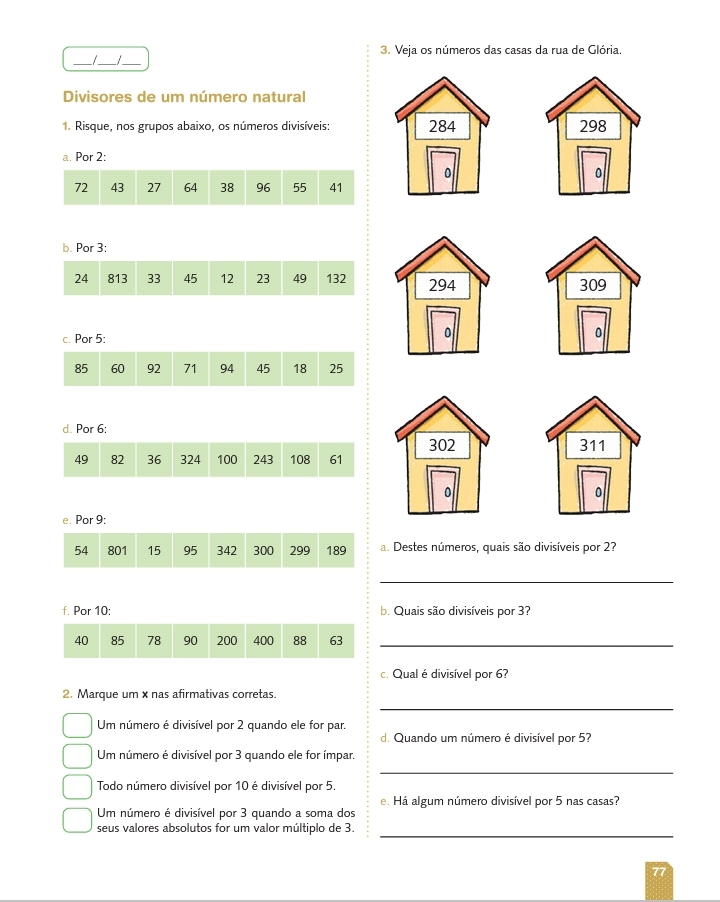 ___/___/___
Divisores de um número natural
1. Risque, nos grupos abaixo, os números divisíveis:
a. Por 2:
72 43 27 64 38 96 55 41
b. Por 3:
24 813 33 45 12 23 49 132
c. Por 5:
85 60 92 71 94 45 18 25
d. Por 6:
49 82 36 324 100 243 108 61
e. Por 9:
54 801 15 95 342 300 299 189
f. Por 10:
40 85 78 90 200 400 88 63
2. Marque um x nas afirmativas corretas.
Um número é divisível por 2 quando ele for par.
Um número é divisível por 3 quando ele for ímpar.
Todo número divisível por 10 é divisível por 5.
Um número é divisível por 3 quando a soma dos
seus valores absolutos for um valor múltiplo de 3.
3. Veja os números das casas da rua de Glória.
284 298
294 309
302 311
a. Destes números, quais são divisíveis por 2?
b. Quais são divisíveis por 3?
c. Qual é divisível por 6?
d. Quando um número é divisível por 5?
e. Há algum número divisível por 5 nas casas?
77